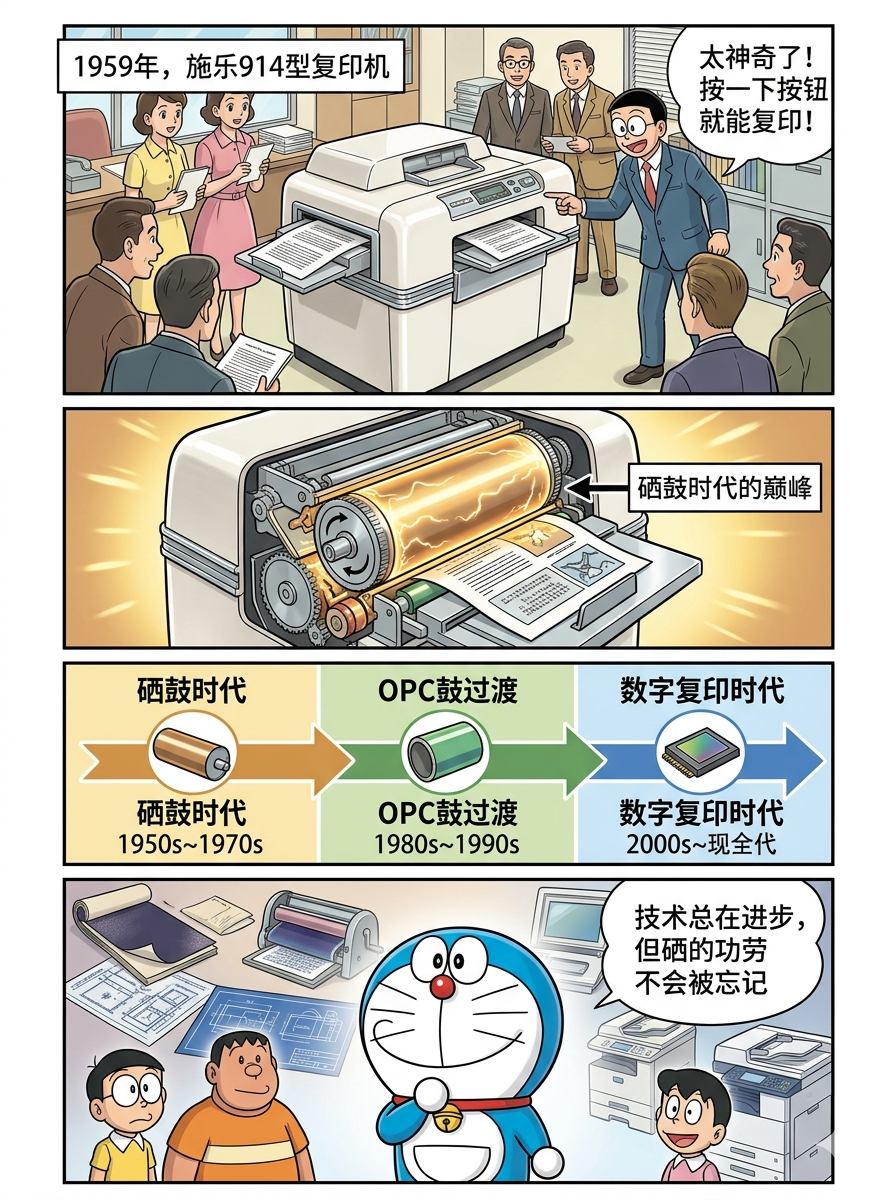 1959年，施乐914型复印机
太神奇了！
按一下按钮
就能复印！
硒鼓时代的巅峰
硒鼓时代
OPC鼓过渡
数字复印时代
硒鼓时代
1950s~1970s
OPC鼓过渡
1980s~1990s
数字复印时代
2000s~现全代
技术总在进步，
但硒的功劳
不会被忘记